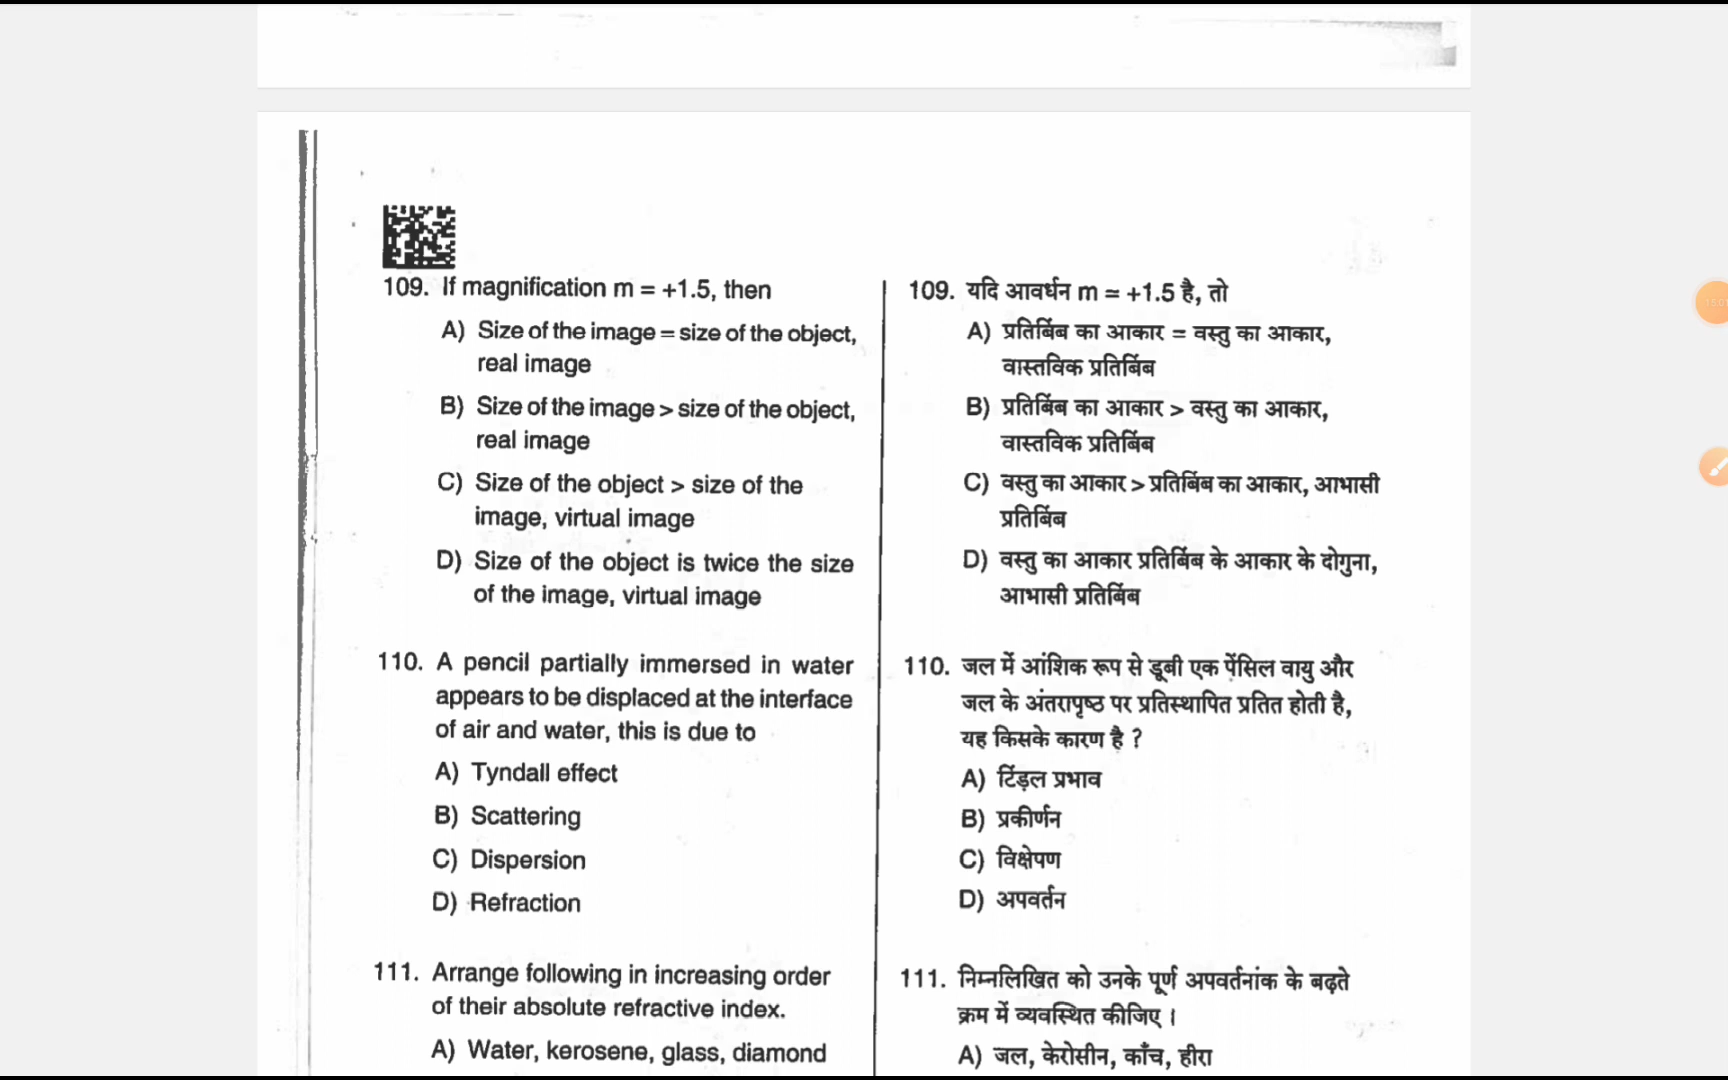 109. If magnification m = +1.5, then
A) Size of the image = size of the object,
real image
B) Size of the image > size of the object,
real image
C) Size of the object > size of the
image, virtual image
D) Size of the object is twice the size
of the image, virtual image
110. A pencil partially immersed in water
appears to be displaced at the interface
of air and water, this is due to
A) Tyndall effect
B) Scattering
C) Dispersion
D) Refraction
111. Arrange following in increasing order
of their absolute refractive index.
A) Water, kerosene, glass, diamond
109. यदि आवर्धन m = +1.5 है, तो
A) प्रतिबिंब का आकार = वस्तु का आकार,
वास्तविक प्रतिबिंब
B) प्रतिबिंब का आकार > वस्तु का आकार,
वास्तविक प्रतिबिंब
C) वस्तु का आकार > प्रतिबिंब का आकार, आभासी
प्रतिबिंब
D) वस्तु का आकार प्रतिबिंब के आकार के दोगुना,
आभासी प्रतिबिंब
110. जल में आंशिक रूप से डूबी एक पेंसिल वायु और
जल के अंतरापृष्ठ पर प्रतिस्थापित प्रतित होती है,
यह किसके कारण है ?
A) टिंड़ल प्रभाव
B) प्रकीर्णन
C) विक्षेपण
D) अपवर्तन
111. निम्नलिखित को उनके पूर्ण अपवर्तनांक के बढ़ते
क्रम में व्यवस्थित कीजिए ।
A) जल, केरोसीन, काँच, हीरा